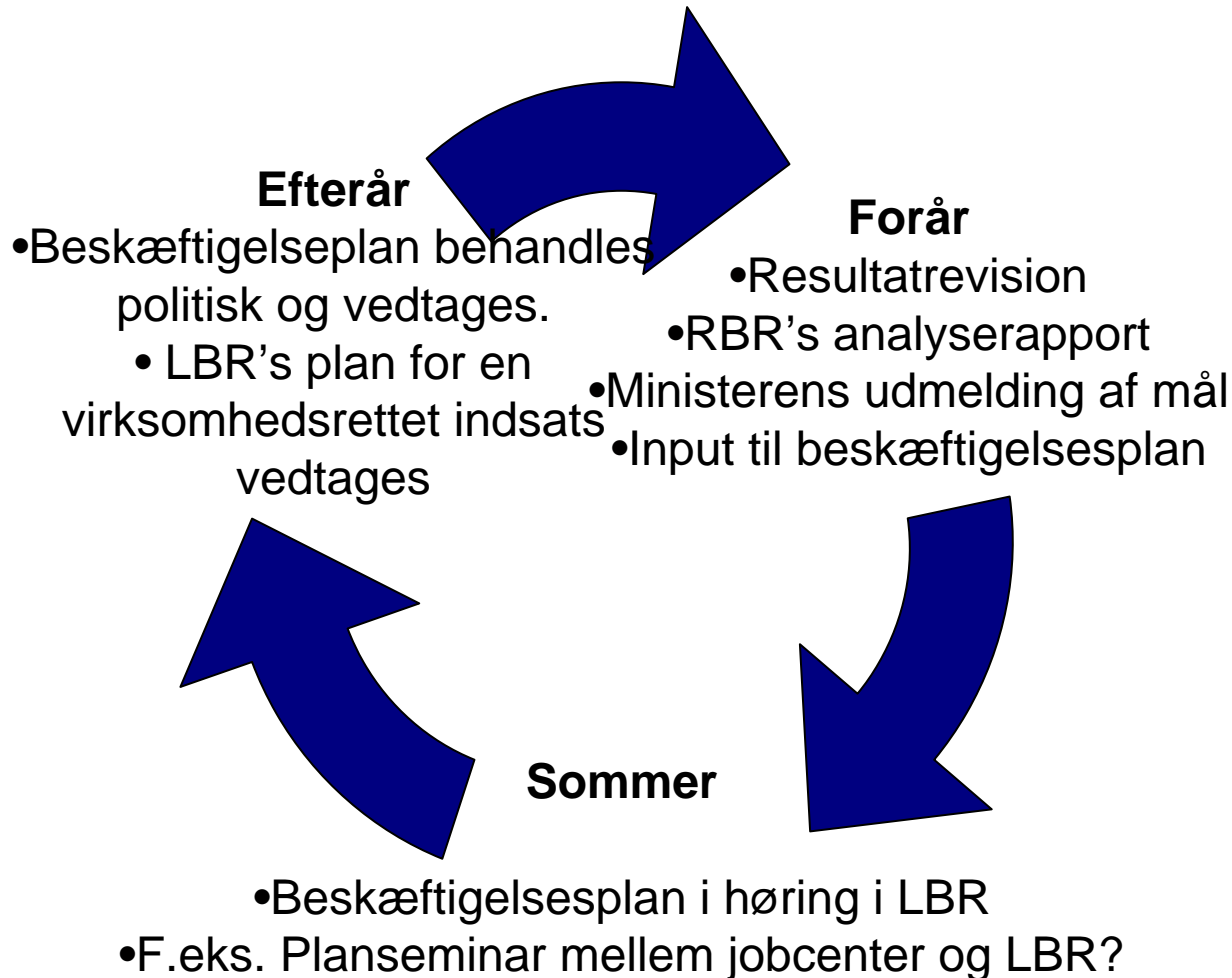 Efterår
•Beskæftigelseplan behandles
politisk og vedtages.
• LBR's plan for en
virksomhedsrettet indsats
vedtages
Forår
•Resultatrevision
•RBR's analyserapport
•Ministerens udmelding af mål
•Input til beskæftigelsesplan
Sommer
•Beskæftigelsesplan i høring i LBR
•F.eks. Planseminar mellem jobcenter og LBR?